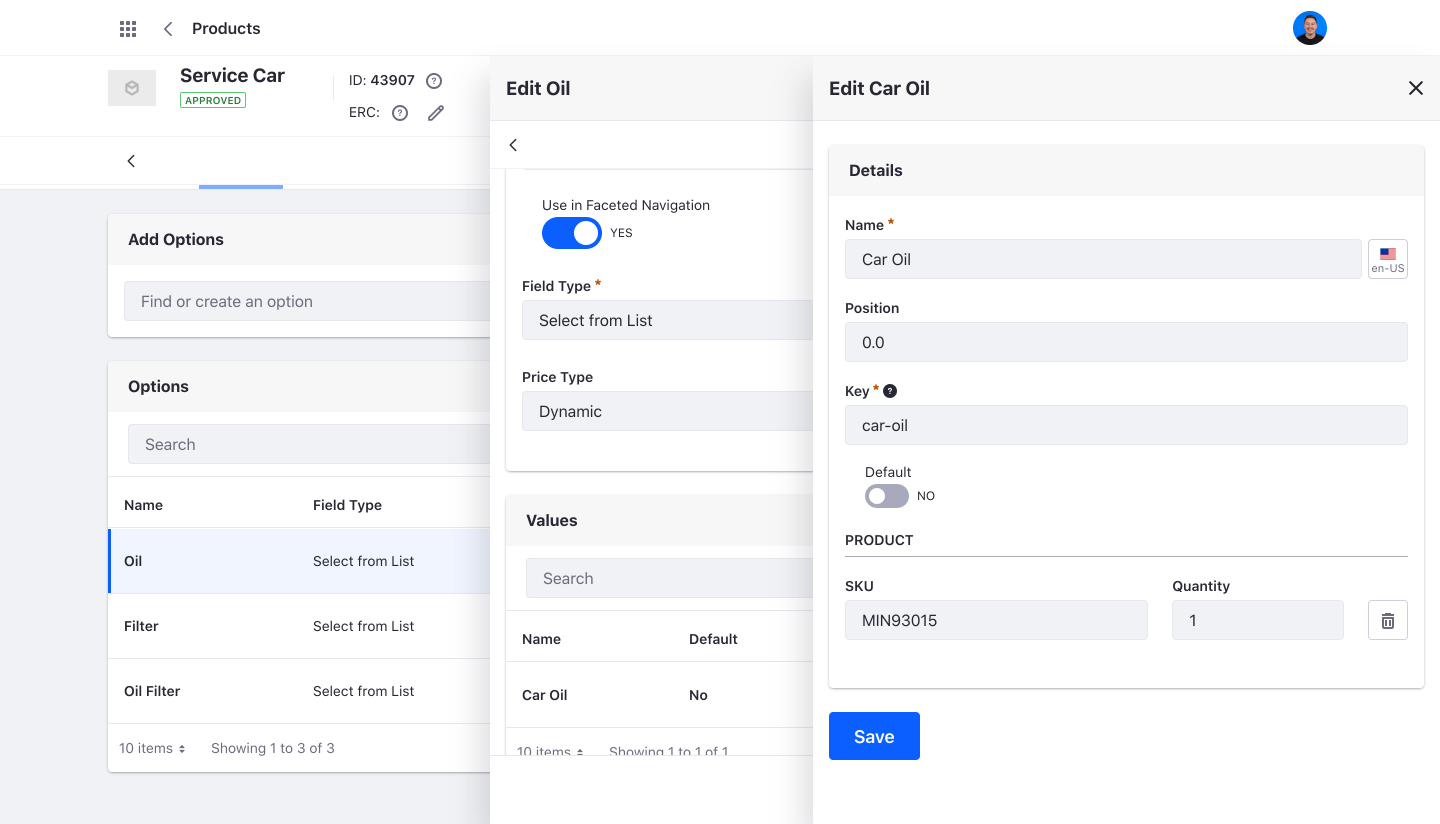 Products
Service Car
APPROVED
ID: 43907
ERC:
Add Options
Find or create an option
Options
Search
Name Field Type
Oil Select from List
Filter Select from List
Oil Filter Select from List
10 items Showing 1 to 3 of 3
Edit Oil
Use in Faceted Navigation
YES
Field Type *
Select from List
Price Type
Dynamic
Values
Search
Name Default
Car Oil No
10 items Showing 1 to 1 of 1
Edit Car Oil
Details
Name *
Car Oil
en-US
Position
0.0
Key * ?
car-oil
Default
NO
PRODUCT
SKU Quantity
MIN93015 1
Save